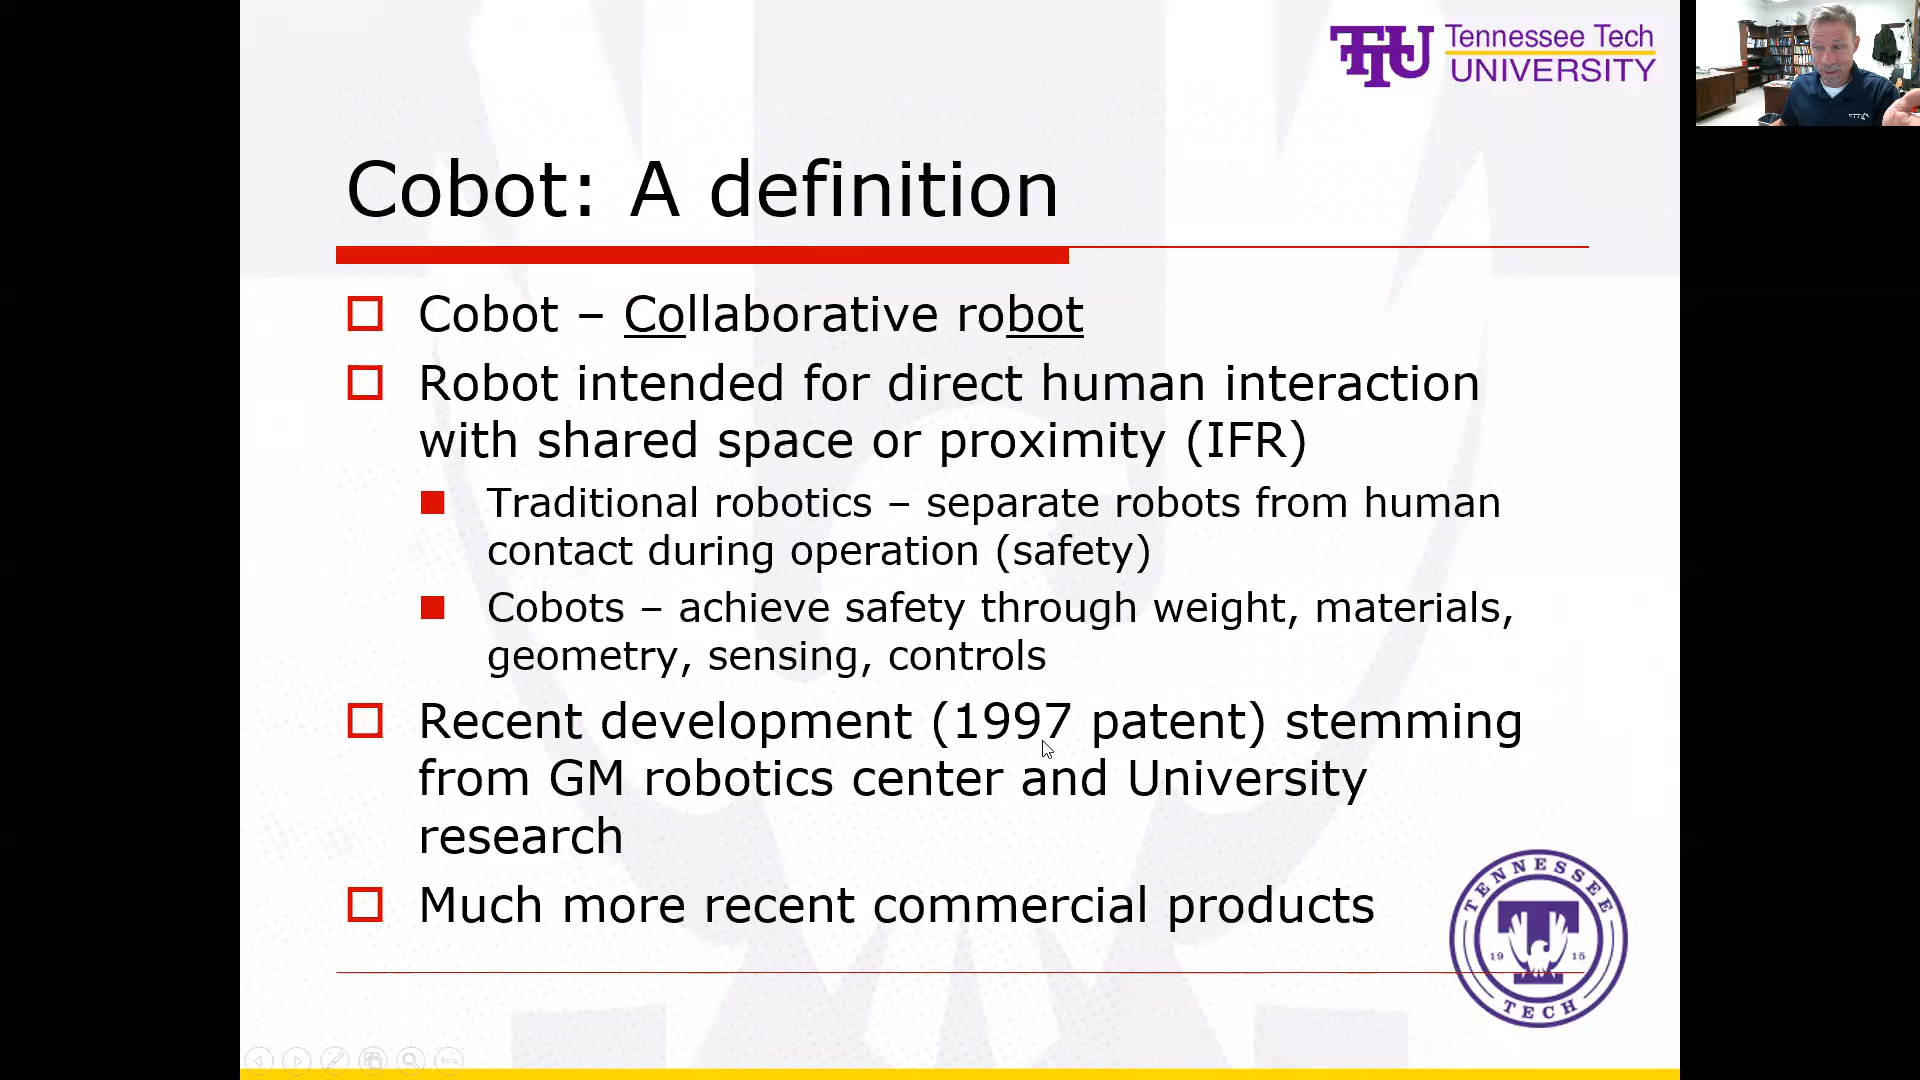 TTU Tennessee Tech
UNIVERSITY
Cobot: A definition
Cobot – Collaborative robot
Robot intended for direct human interaction
with shared space or proximity (IFR)
Traditional robotics – separate robots from human
contact during operation (safety)
Cobots – achieve safety through weight, materials,
geometry, sensing, controls
Recent development (1997 patent) stemming
from GM robotics center and University
research
Much more recent commercial products
TENNESSEE
T
19 15
TECH